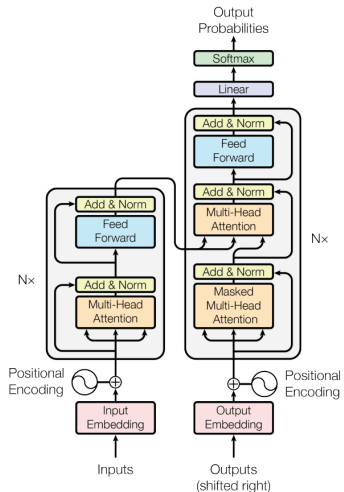 Output
Probabilities
Softmax
Linear
Add & Norm
Feed
Forward
Add & Norm
Multi-Head
Attention
Add & Norm
Masked
Multi-Head
Attention
N×
Positional
Encoding
Output
Embedding
Outputs
(shifted right)
Add & Norm
Feed
Forward
Add & Norm
Multi-Head
Attention
N×
Positional
Encoding
Input
Embedding
Inputs